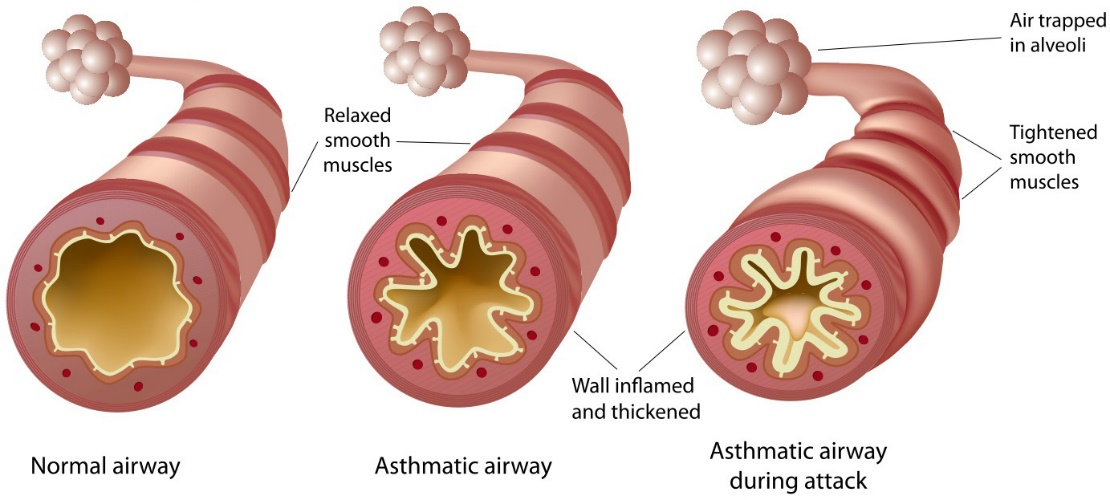 Air trapped
in alveoli
Relaxed
smooth
muscles
Tightened
smooth
muscles
Wall inflamed
and thickened
Normal airway
Asthmatic airway
Asthmatic airway
during attack